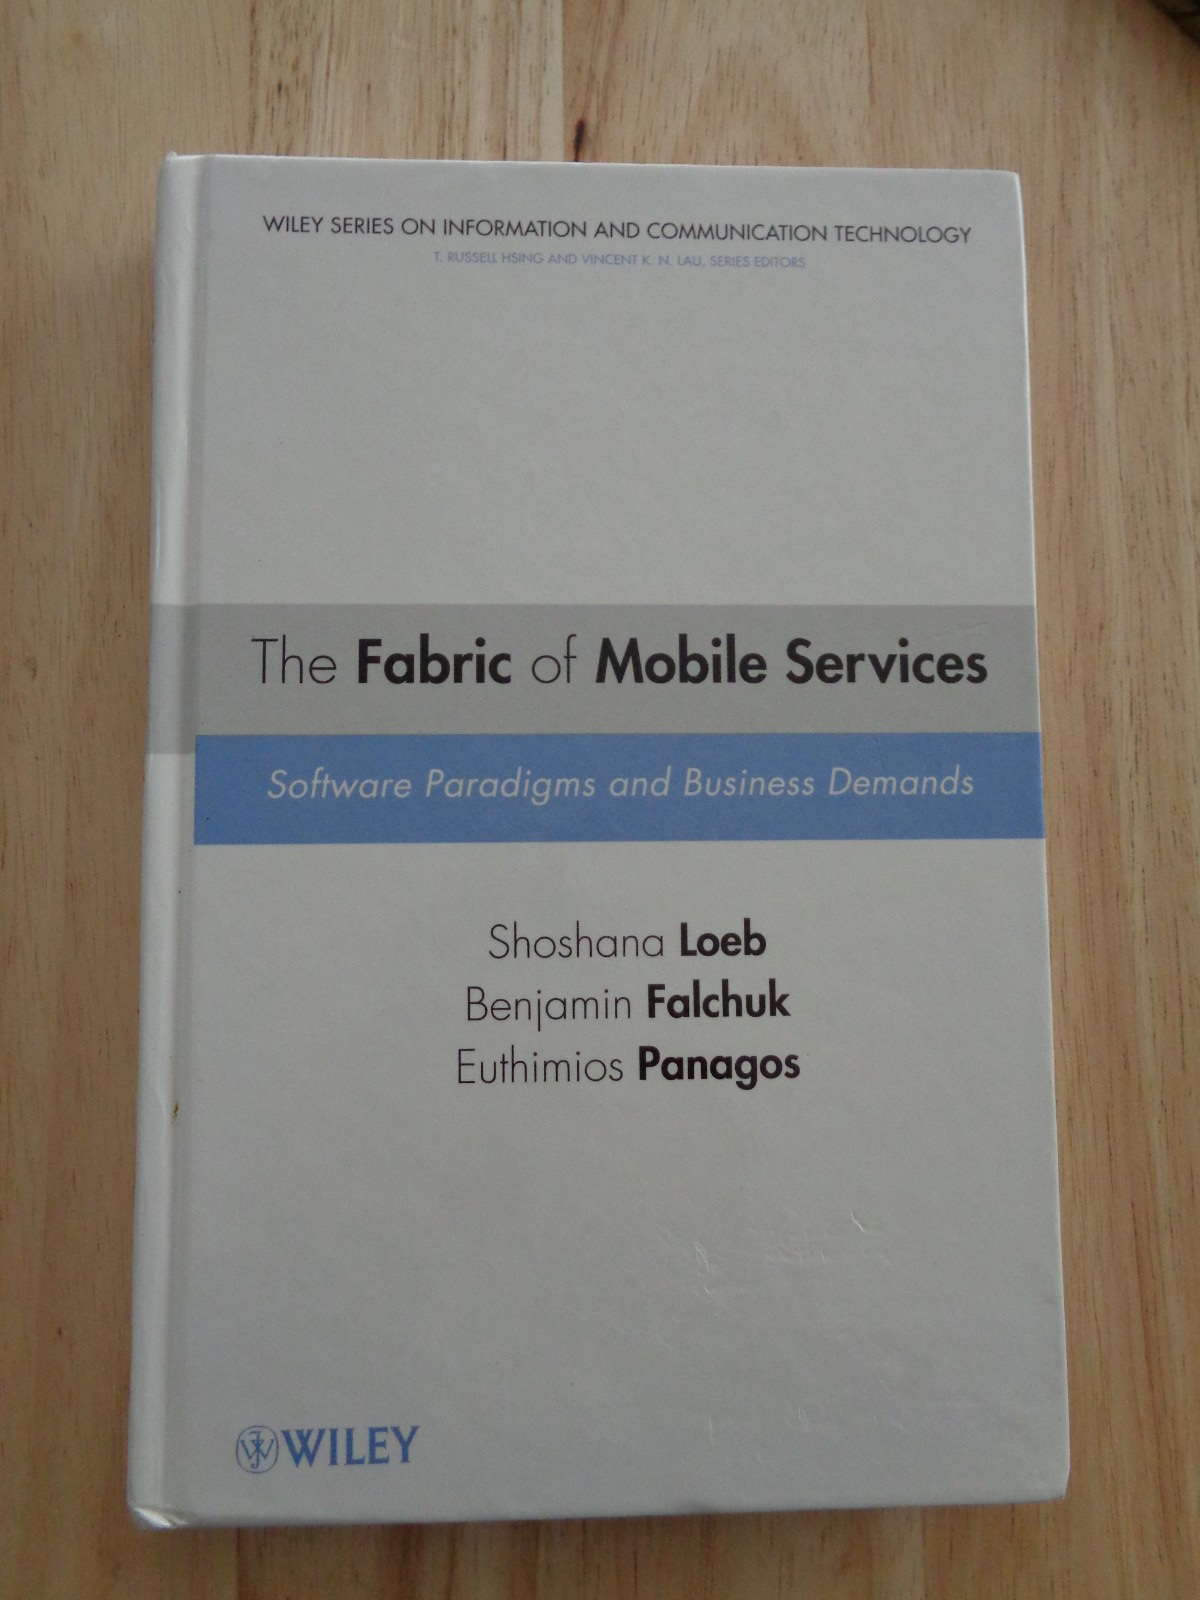 WILEY SERIES ON INFORMATION AND COMMUNICATION TECHNOLOGY
T. RUSSELL HSING AND VINCENT K. N. LAU, SERIES EDITORS
The Fabric of Mobile Services
Software Paradigms and Business Demands
Shoshana Loeb
Benjamin Falchuk
Euthimios Panagos
WILEY